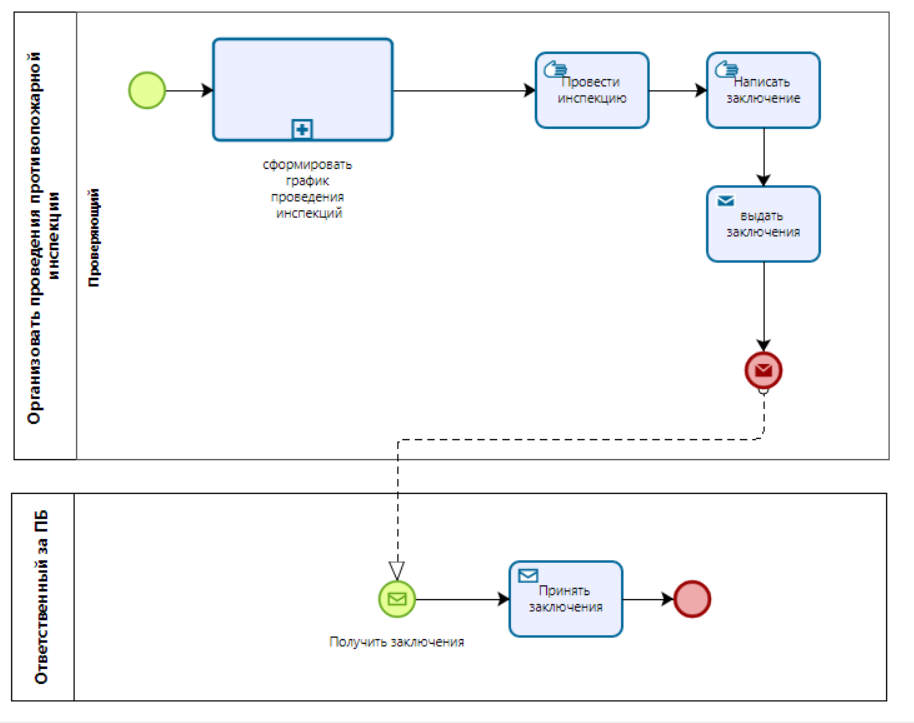 Организовать проведения противопожарной
инспекции
Проверяющий
сформировать
график
проведения
инспекций
Провести
инспекцию
Написать
заключение
выдать
заключения
Ответственный за ПБ
Получить заключения
Принять
заключения